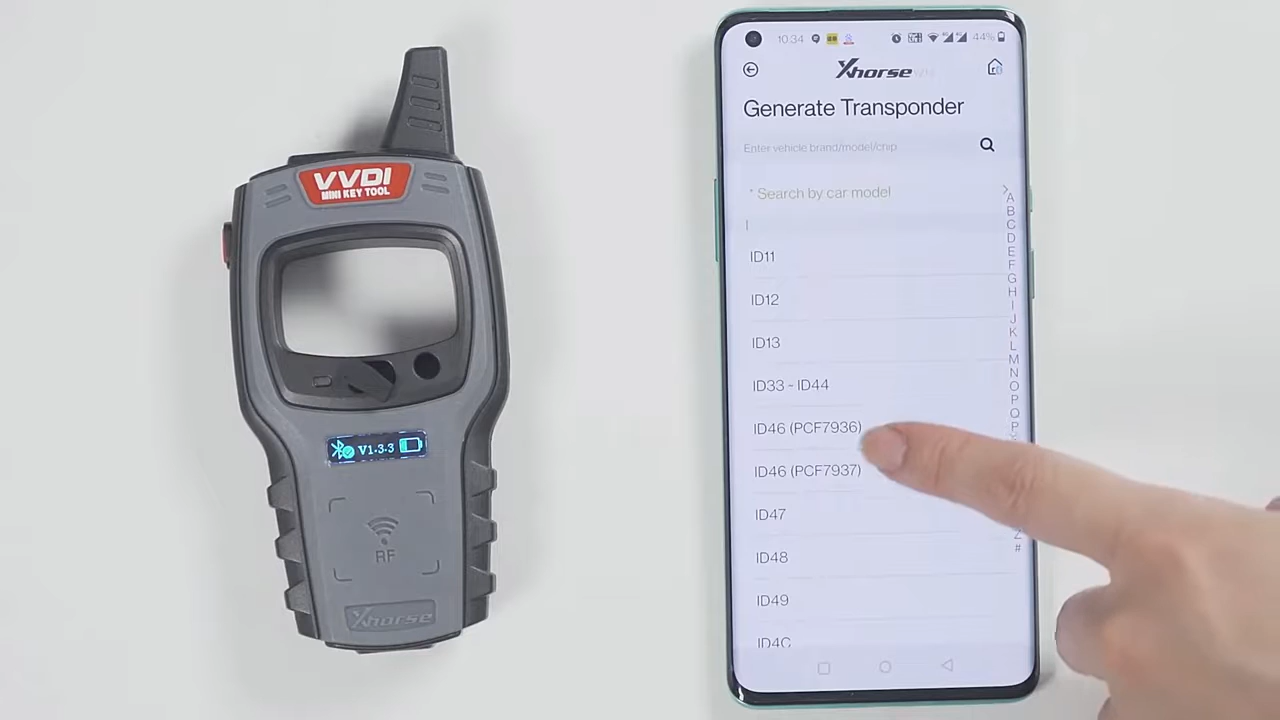 VVDI
MINI KEY TOOL
V1.3.3
RF
Xhorse
10:34
44%
Xhorse
Generate Transponder
Enter vehicle brand/model/chip
* Search by car model
I
ID11
ID12
ID13
ID33 ~ ID44
ID46 (PCF7936)
ID46 (PCF7937)
ID47
ID48
ID49
ID4C
A
B
C
D
E
F
G
H
I
J
K
L
M
N
O
P
Q
P
Z
#